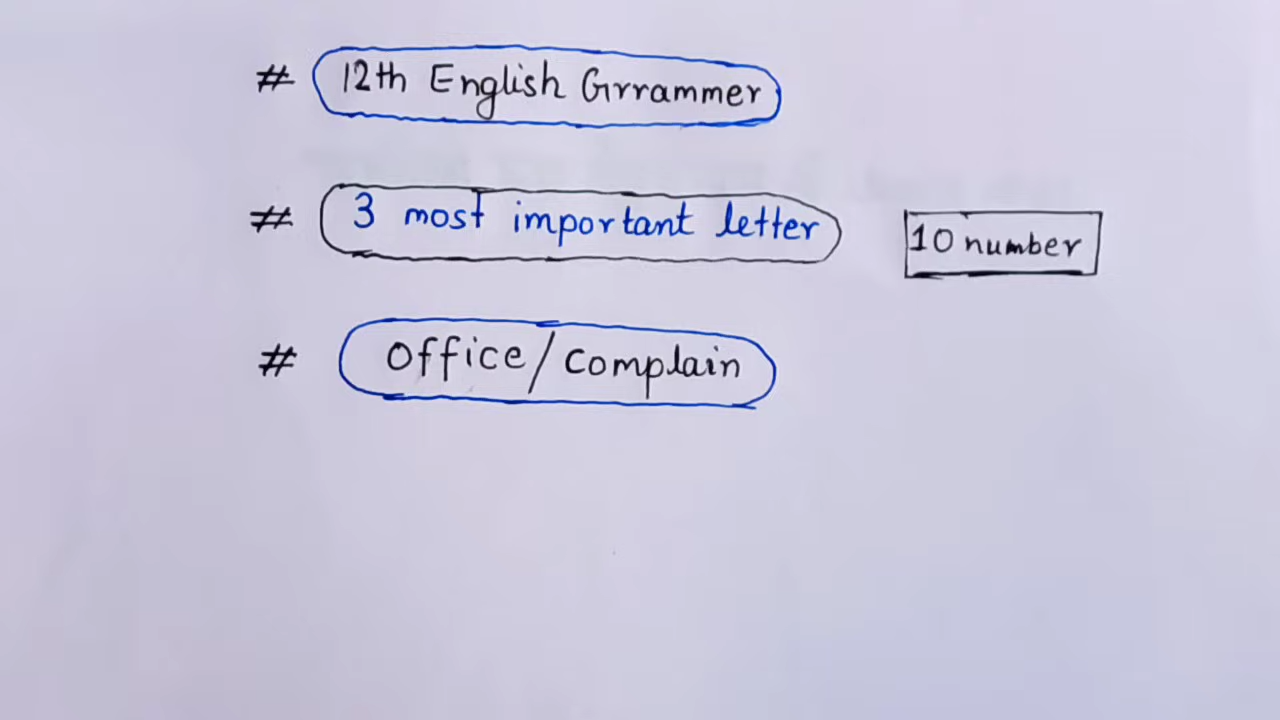 # 12th English Grrammer
# 3 most important letter 10 number
# Office/Complain